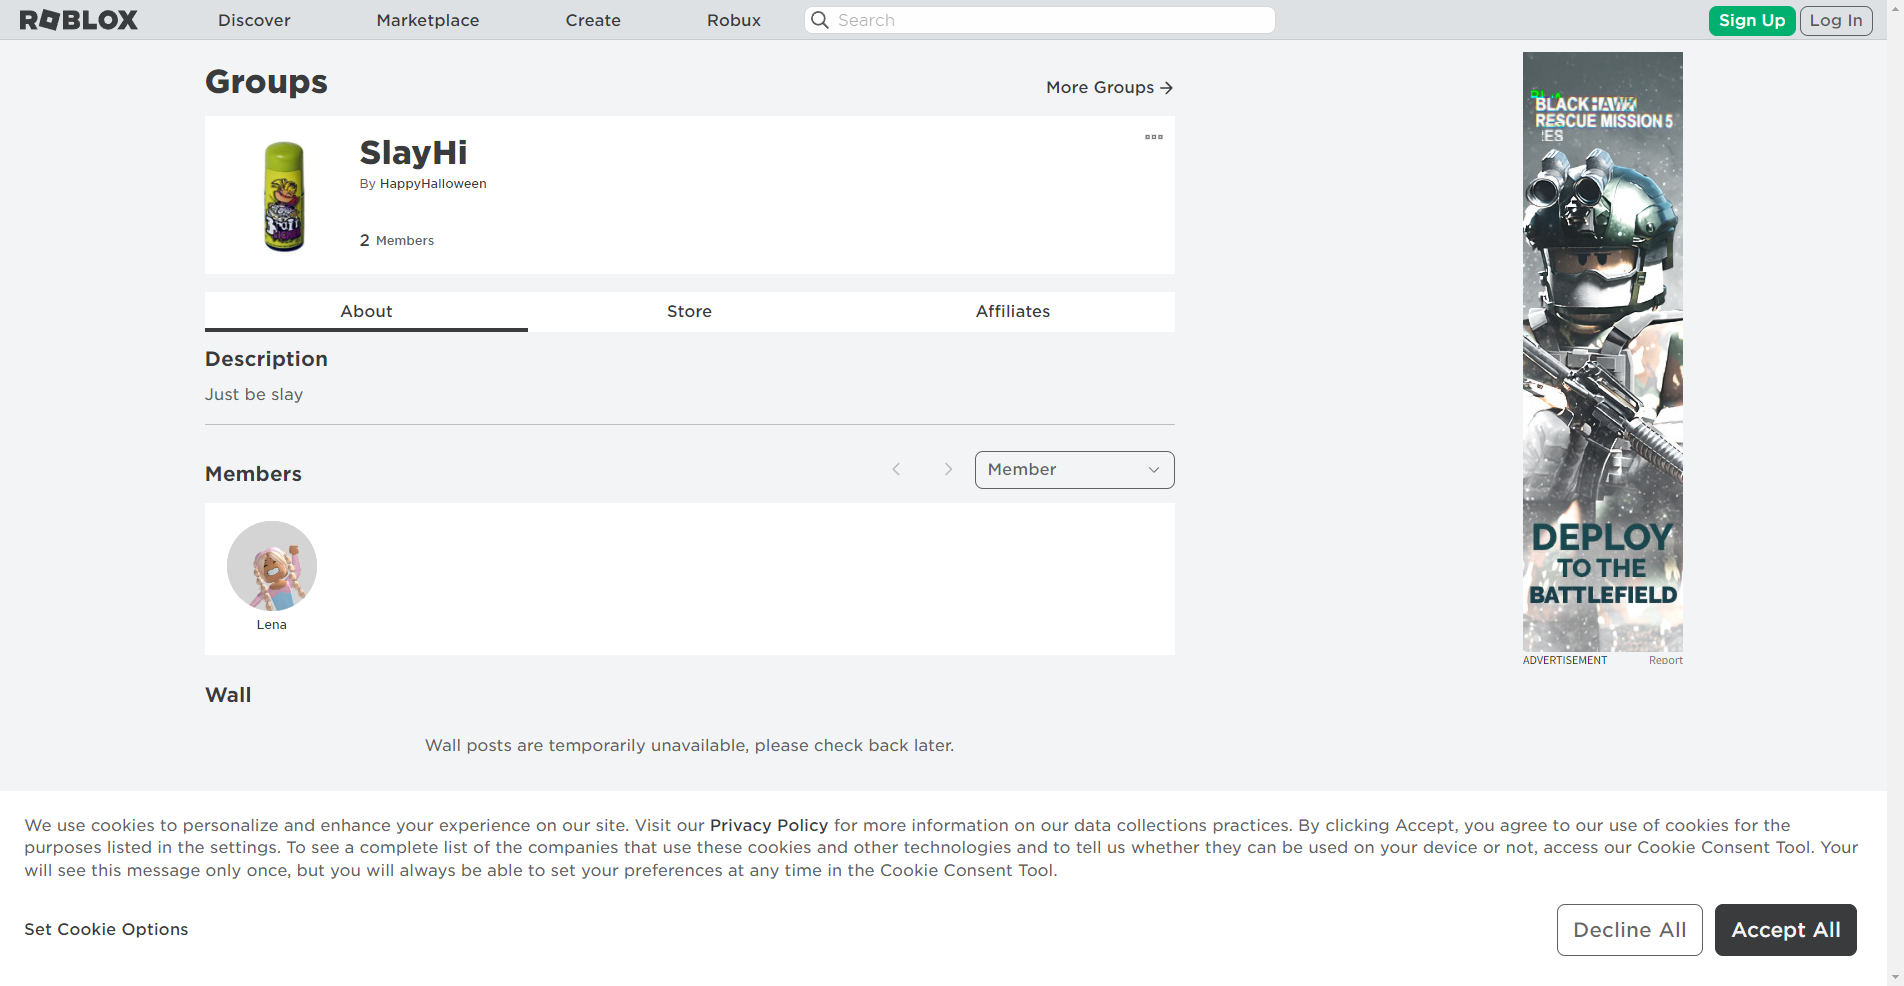 ROBLOX
Discover
Marketplace
Create
Robux
Search
Sign Up
Log In
Groups
More Groups
SlayHi
By HappyHalloween
2 Members
About
Store
Affiliates
Description
Just be slay
Members
Member
Lena
Wall
Wall posts are temporarily unavailable, please check back later.
BLACK HAWK
RESCUE MISSION 5
DEPLOY
TO THE
BATTLEFIELD
ADVERTISEMENT
Report
We use cookies to personalize and enhance your experience on our site. Visit our Privacy Policy for more information on our data collections practices. By clicking Accept, you agree to our use of cookies for the
purposes listed in the settings. To see a complete list of the companies that use these cookies and other technologies and to tell us whether they can be used on your device or not, access our Cookie Consent Tool. Your
will see this message only once, but you will always be able to set your preferences at any time in the Cookie Consent Tool.
Set Cookie Options
Decline All
Accept All